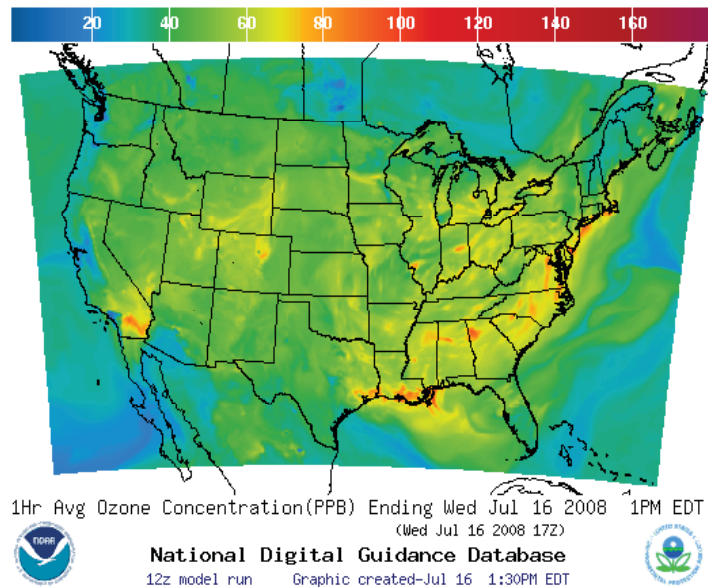 20 40 60 80 100 120 140 160
1Hr Avg Ozone Concentration(PPB) Ending Wed Jul 16 2008 1PM EDT
(Wed Jul 16 2008 17Z)
NOAA
National Digital Guidance Database
12z model run Graphic created-Jul 16 1:30PM EDT